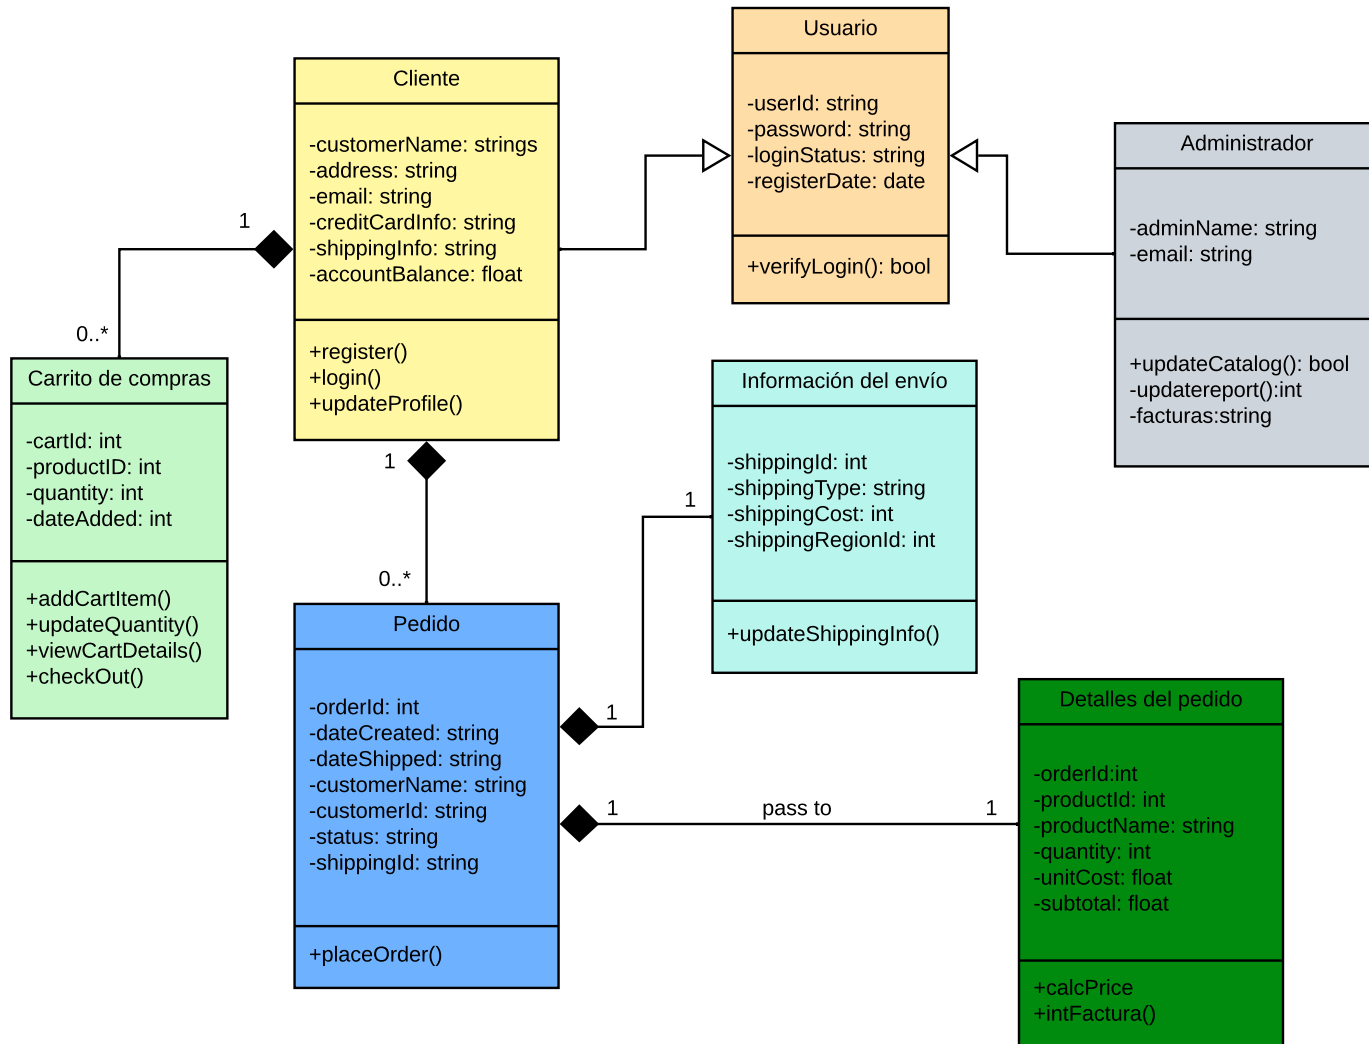 Usuario
-userId: string
-password: string
-loginStatus: string
-registerDate: date
+verifyLogin(): bool
Cliente
-customerName: strings
-address: string
-email: string
-creditCardInfo: string
-shippingInfo: string
-accountBalance: float
+register()
+login()
+updateProfile()
Administrador
-adminName: string
-email: string
+updateCatalog(): bool
-updatereport():int
-facturas:string
1
0..*
Carrito de compras
-cartId: int
-productID: int
-quantity: int
-dateAdded: int
+addCartItem()
+updateQuantity()
+viewCartDetails()
+checkOut()
1
0..*
Información del envío
-shippingId: int
-shippingType: string
-shippingCost: int
-shippingRegionId: int
+updateShippingInfo()
1
1
Pedido
-orderId: int
-dateCreated: string
-dateShipped: string
-customerName: string
-customerId: string
-status: string
-shippingId: string
+placeOrder()
1
pass to
1
Detalles del pedido
-orderId:int
-productId: int
-productName: string
-quantity: int
-unitCost: float
-subtotal: float
+calcPrice
+intFactura()